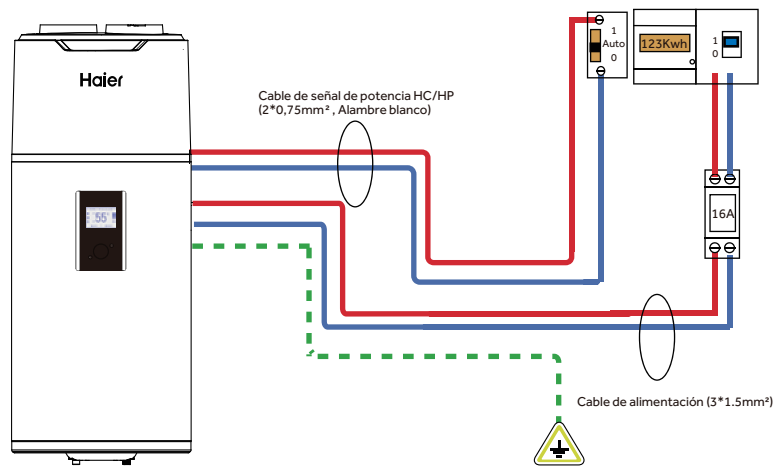 Haier
55°
Cable de señal de potencia HC/HP
(2*0,75mm² , Alambre blanco)
1
Auto
0
123Kwh
1
0
16A
Cable de alimentación (3*1.5mm²)